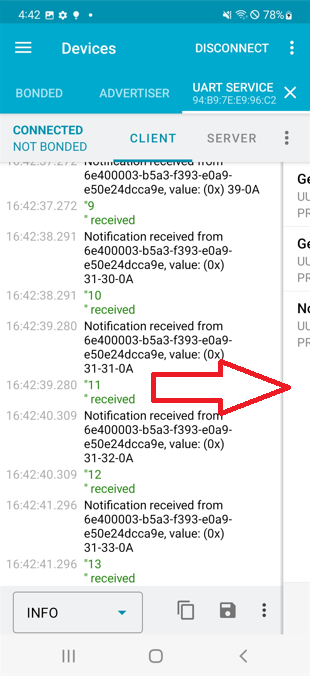 4:42 78%
Devices DISCONNECT
BONDED ADVERTISER UART SERVICE
94:B9:7E:E9:96:C2
CONNECTED
NOT BONDED
CLIENT SERVER
16:42:37.272 Notification received from
6e400003-b5a3-f393-e0a9-
e50e24dcca9e, value: (0x) 39-0A
16:42:37.272 "9
" received
16:42:38.291 Notification received from
6e400003-b5a3-f393-e0a9-
e50e24dcca9e, value: (0x)
31-30-0A
16:42:38.291 "10
" received
16:42:39.280 Notification received from
6e400003-b5a3-f393-e0a9-
e50e24dcca9e, value: (0x)
31-31-0A
16:42:39.280 "11
" received
16:42:40.309 Notification received from
6e400003-b5a3-f393-e0a9-
e50e24dcca9e, value: (0x)
31-32-0A
16:42:40.309 "12
" received
16:42:41.296 Notification received from
6e400003-b5a3-f393-e0a9-
e50e24dcca9e, value: (0x)
31-33-0A
16:42:41.296 "13
" received
Ge
UU
PR
Ge
UU
PR
No
PR
INFO